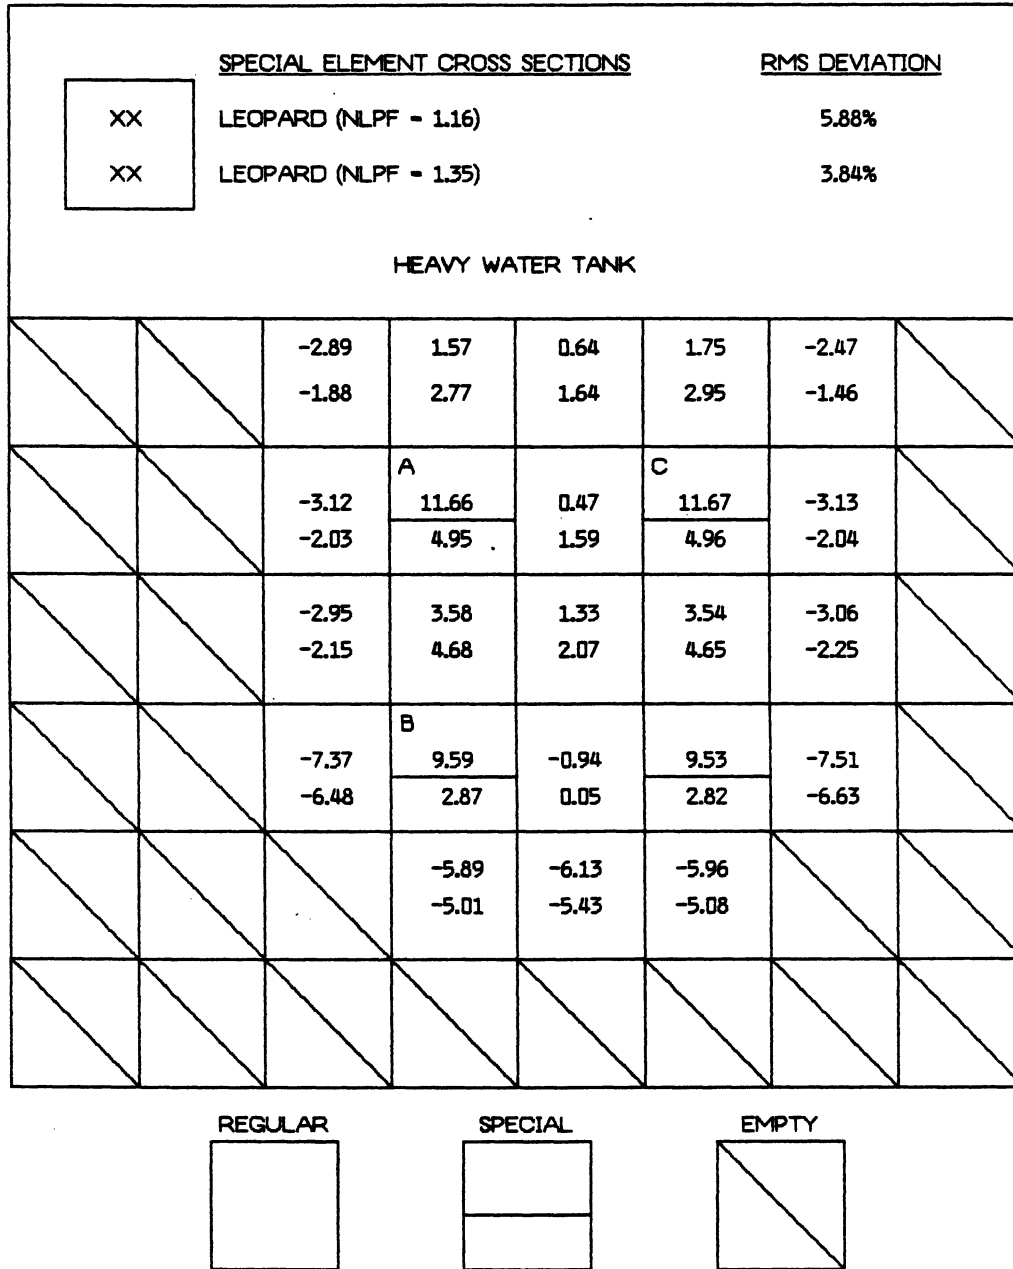 SPECIAL ELEMENT CROSS SECTIONS RMS DEVIATION
XX LEOPARD (NLPF = 1.16) 5.88%
XX LEOPARD (NLPF = 1.35) 3.84%
HEAVY WATER TANK
-2.89 1.57 0.64 1.75 -2.47
-1.88 2.77 1.64 2.95 -1.46
A C
-3.12 11.66 0.47 11.67 -3.13
-2.03 4.95 1.59 4.96 -2.04
-2.95 3.58 1.33 3.54 -3.06
-2.15 4.68 2.07 4.65 -2.25
B
-7.37 9.59 -0.94 9.53 -7.51
-6.48 2.87 0.05 2.82 -6.63
-5.89 -6.13 -5.96
-5.01 -5.43 -5.08
REGULAR SPECIAL EMPTY